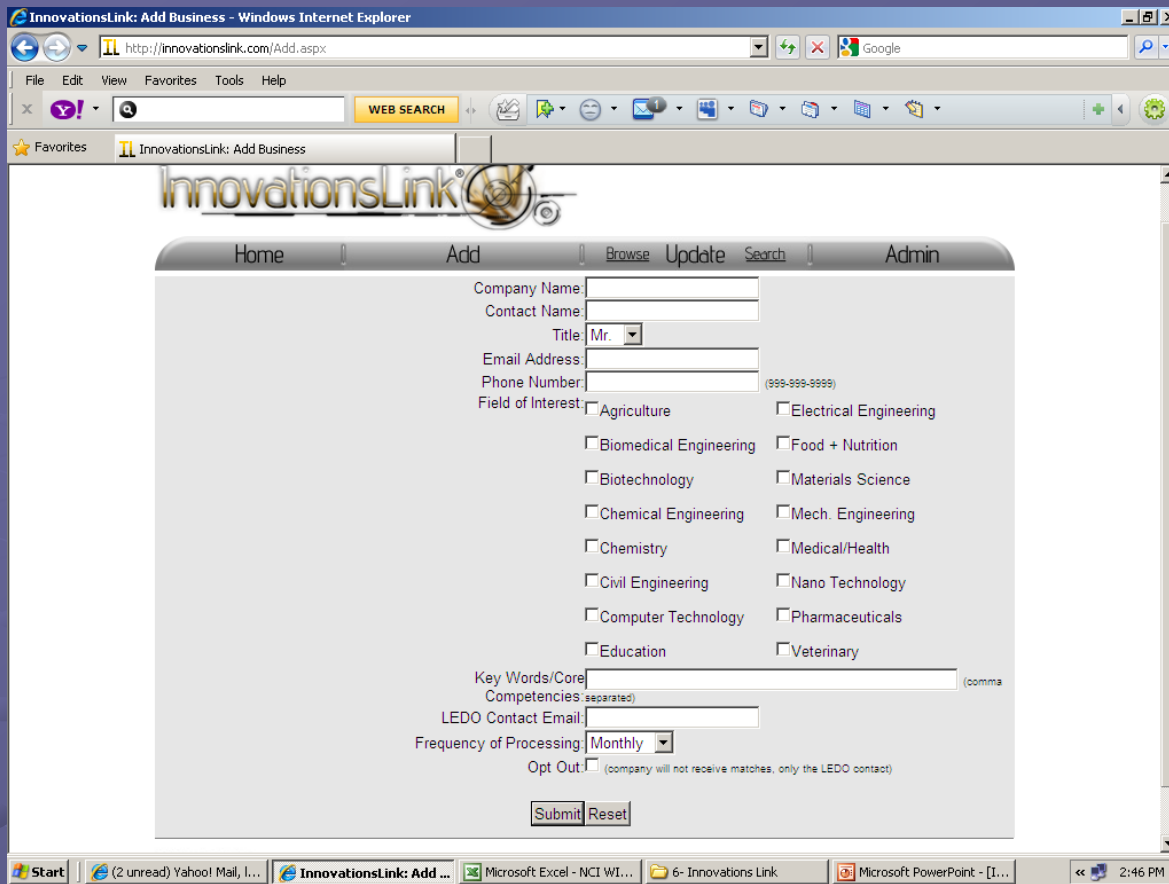 InnovationsLink: Add Business - Windows Internet Explorer
http://innovationslink.com/Add.aspx
Google
File Edit View Favorites Tools Help
x Y! WEB SEARCH 1
Favorites InnovationsLink: Add Business
InnovationsLink®
Home Add Browse Update Search Admin
Company Name:
Contact Name:
Title: Mr.
Email Address:
Phone Number: (999-999-9999)
Field of Interest: Agriculture Electrical Engineering
Biomedical Engineering Food + Nutrition
Biotechnology Materials Science
Chemical Engineering Mech. Engineering
Chemistry Medical/Health
Civil Engineering Nano Technology
Computer Technology Pharmaceuticals
Education Veterinary
Key Words/Core (comma
Competencies: separated)
LEDO Contact Email:
Frequency of Processing: Monthly
Opt Out: (company will not receive matches, only the LEDO contact)
Submit Reset
Start (2 unread) Yahoo! Mail, l... InnovationsLink: Add ... Microsoft Excel - NCI WI... 6- Innovations Link Microsoft PowerPoint - [I... « 2:46 PM